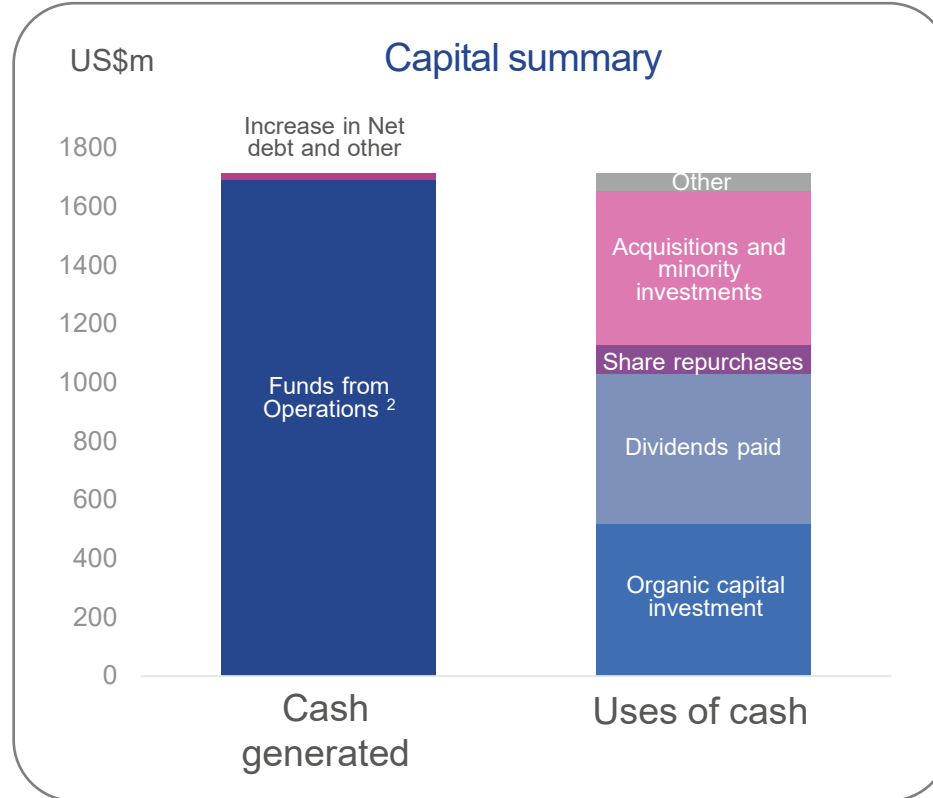 US$m
Capital summary
Increase in Net
debt and other
1800
1600
1400
1200
1000
800
600
400
200
0
Funds from
Operations 2
Other
Acquisitions and
minority
investments
Share repurchases
Dividends paid
Organic capital
investment
Cash
generated
Uses of cash